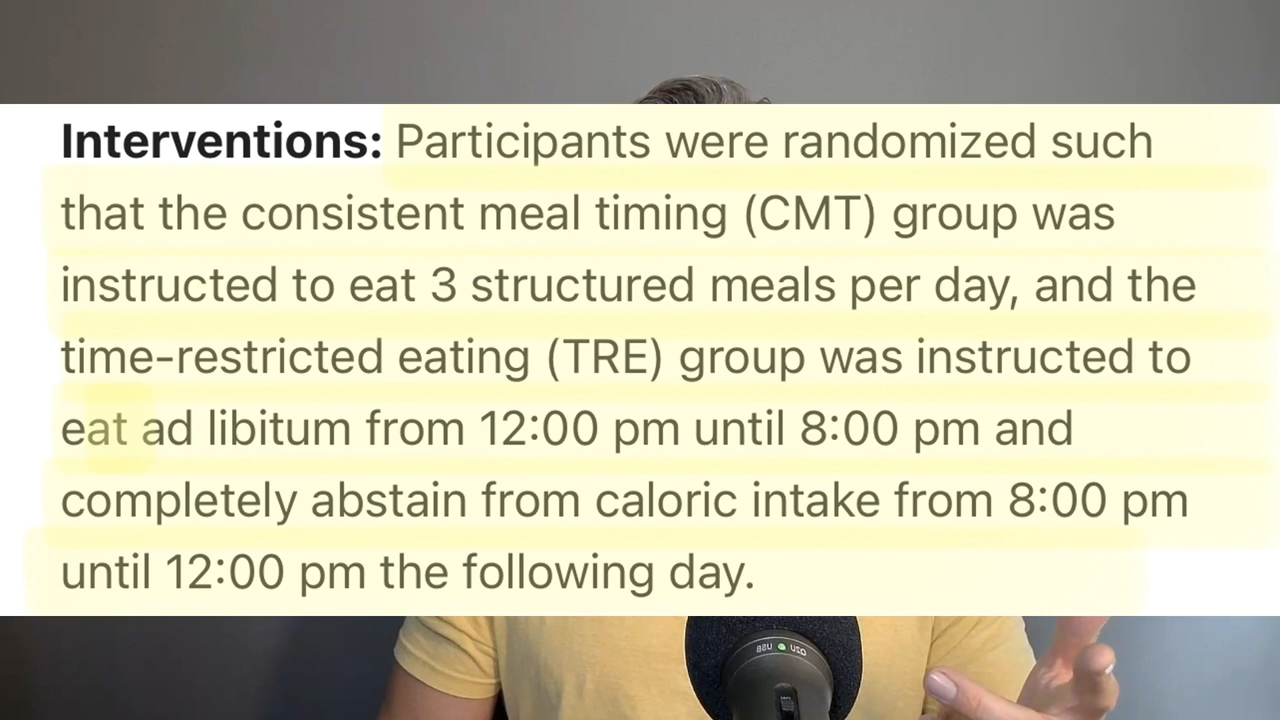 Interventions: Participants were randomized such
that the consistent meal timing (CMT) group was
instructed to eat 3 structured meals per day, and the
time-restricted eating (TRE) group was instructed to
eat ad libitum from 12:00 pm until 8:00 pm and
completely abstain from caloric intake from 8:00 pm
until 12:00 pm the following day.